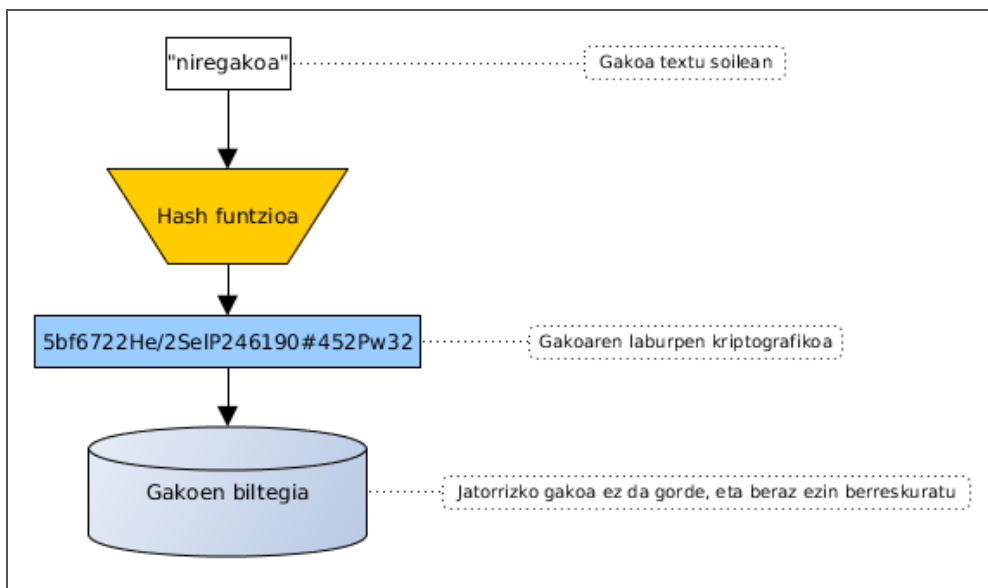 "niregakoa"
Gakoa textu soilean
Hash funtzioa
5bf6722He/2SelP246190#452Pw32
Gakoaren laburpen kriptografikoa
Gakoen biltegia
Jatorrizko gakoa ez da gorde, eta beraz ezin berreskuratu